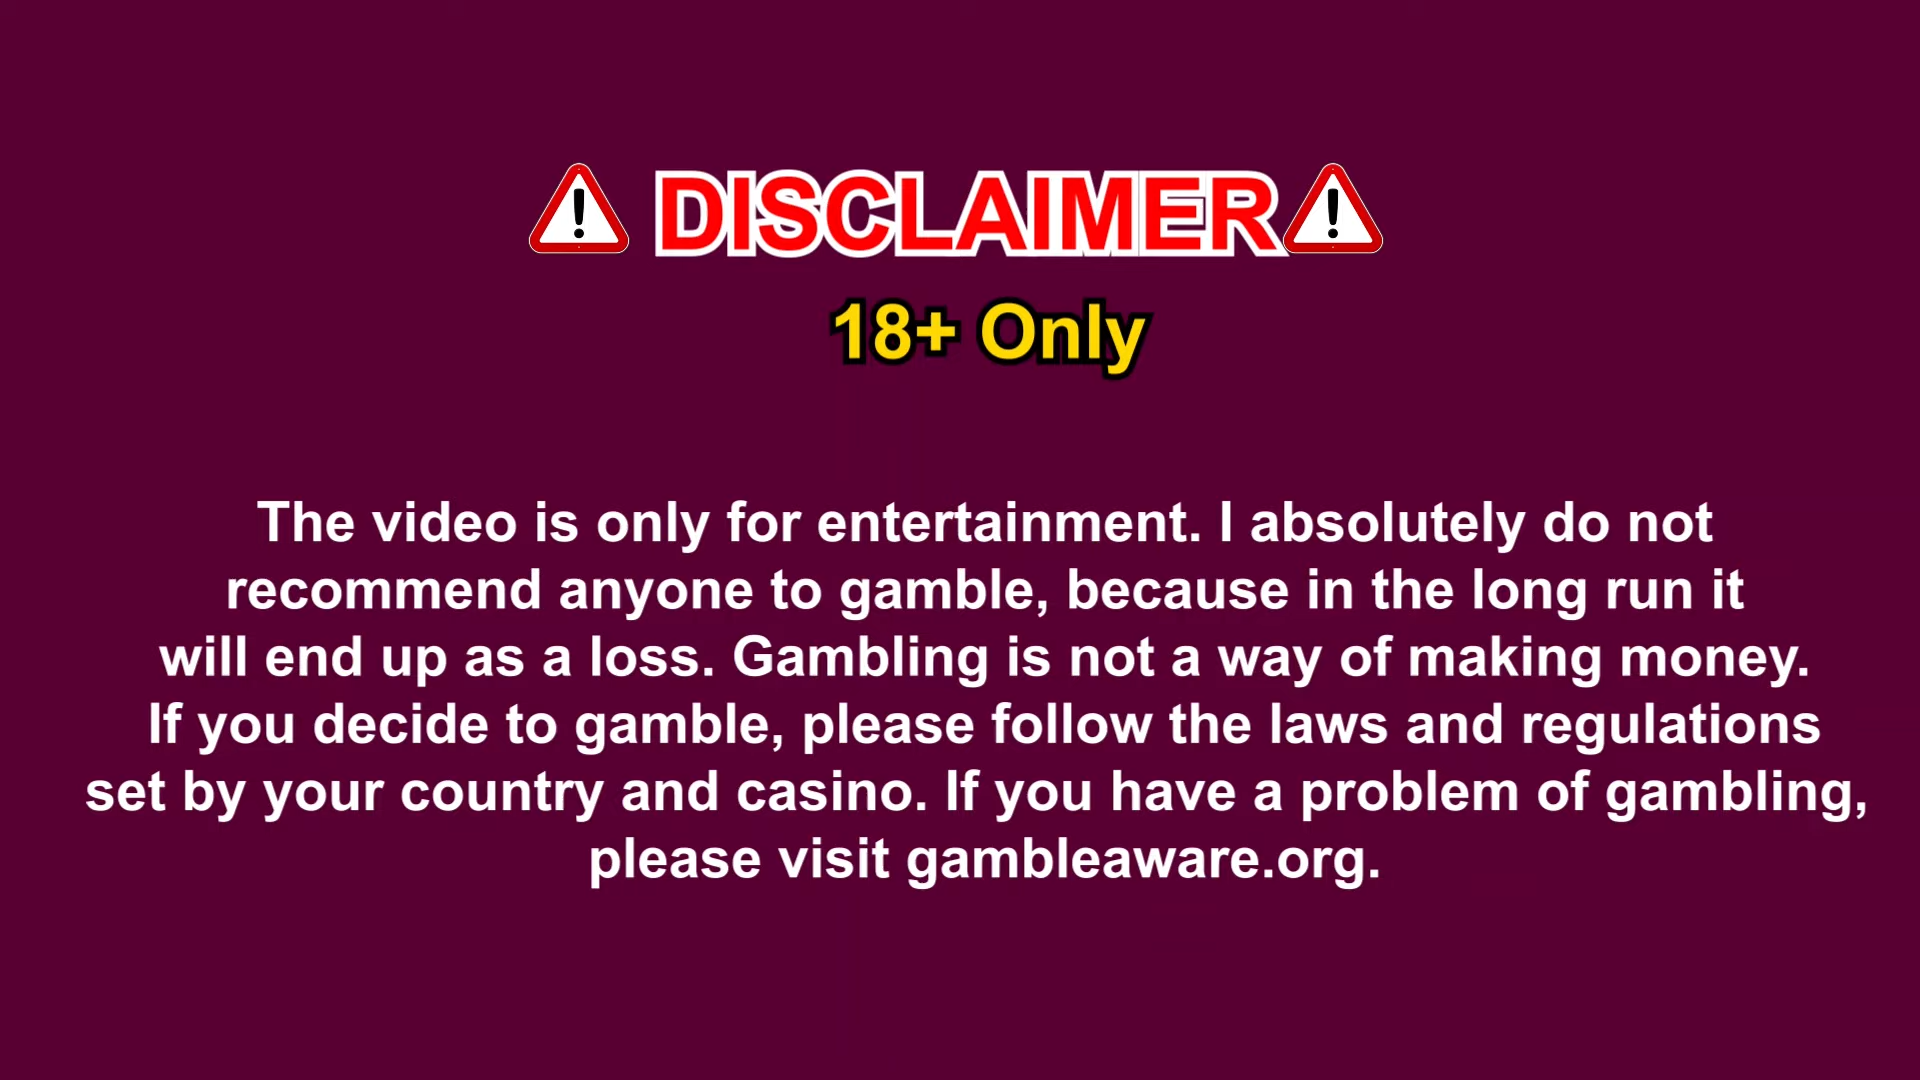 DISCLAIMER
18+ Only
The video is only for entertainment. I absolutely do not
recommend anyone to gamble, because in the long run it
will end up as a loss. Gambling is not a way of making money.
If you decide to gamble, please follow the laws and regulations
set by your country and casino. If you have a problem of gambling,
please visit gambleaware.org.